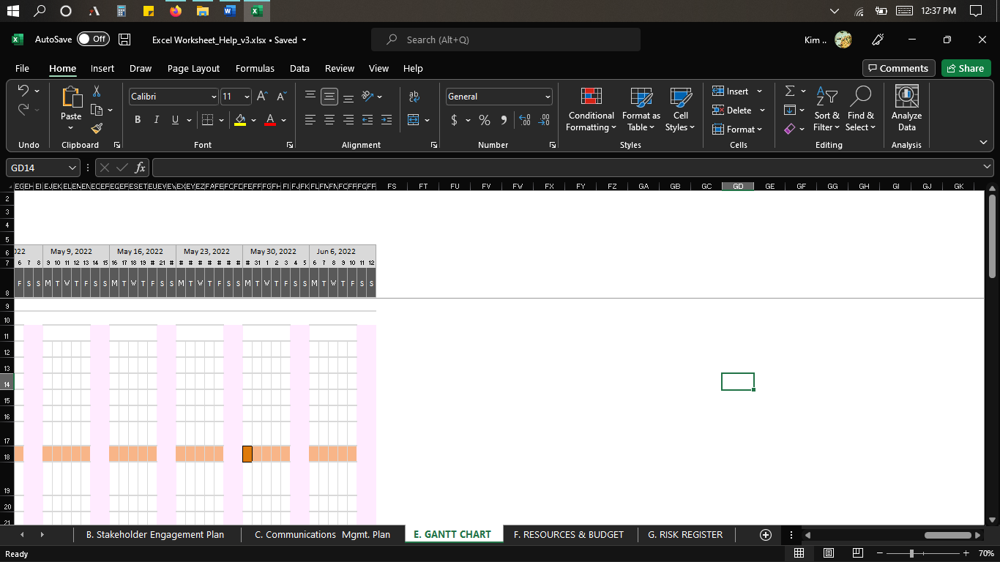 12:37 PM
AutoSave Off Excel Worksheet_Help_v3.xlsx • Saved Search (Alt+Q) Kim ..
File Home Insert Draw Page Layout Formulas Data Review View Help Comments Share
Calibri 11 General Insert
Paste B I U $ % Conditional Formatting Format as Table Cell Styles Delete Sort & Filter Find & Select Analyze Data
Format
Undo Clipboard Font Alignment Number Styles Cells Editing Analysis
GD14 fx
FS FT FU FV FW FX FY FZ GA GB GC GD GE GF GG GH GI GJ GK
2
3
4
5
6 022 May 9, 2022 May 16, 2022 May 23, 2022 May 30, 2022 Jun 6, 2022
7 6 7 8 9 10 11 12 13 14 15 16 17 18 19 # 21 # # # # # # # # # 31 1 2 3 4 5 6 7 8 9 10 11 12
8 F S S M T W T F S S M T W T F S S M T W T F S S M T W T F S S M T W T F S S
9
10
11
12
13
14
15
16
17
18
19
20
21
B. Stakeholder Engagement Plan C. Communications Mgmt. Plan E. GANTT CHART F. RESOURCES & BUDGET G. RISK REGISTER
Ready 70%